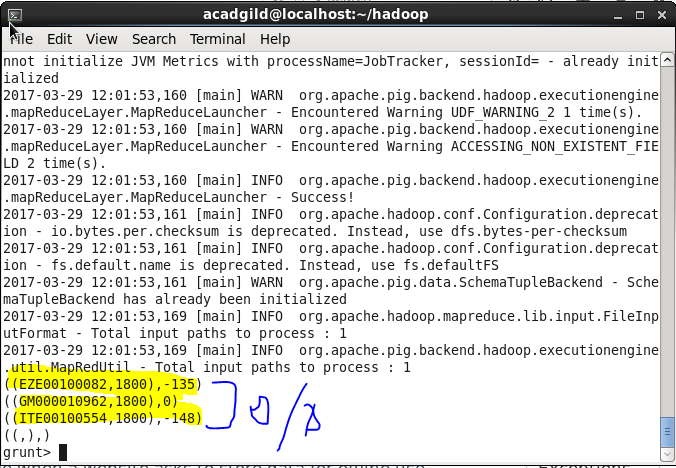 acadgild@localhost:~/hadoop
File Edit View Search Terminal Help
nnot initialize JVM Metrics with processName=JobTracker, sessionId= - already init
ialized
2017-03-29 12:01:53,160 [main] WARN  org.apache.pig.backend.hadoop.executionengine
.mapReduceLayer.MapReduceLauncher - Encountered Warning UDF_WARNING_2 1 time(s).
2017-03-29 12:01:53,160 [main] WARN  org.apache.pig.backend.hadoop.executionengine
.mapReduceLayer.MapReduceLauncher - Encountered Warning ACCESSING_NON_EXISTENT_FIE
LD 2 time(s).
2017-03-29 12:01:53,160 [main] INFO  org.apache.pig.backend.hadoop.executionengine
.mapReduceLayer.MapReduceLauncher - Success!
2017-03-29 12:01:53,161 [main] INFO  org.apache.hadoop.conf.Configuration.deprecat
ion - io.bytes.per.checksum is deprecated. Instead, use dfs.bytes-per-checksum
2017-03-29 12:01:53,161 [main] INFO  org.apache.hadoop.conf.Configuration.deprecat
ion - fs.default.name is deprecated. Instead, use fs.defaultFS
2017-03-29 12:01:53,161 [main] WARN  org.apache.pig.data.SchemaTupleBackend - Sche
maTupleBackend has already been initialized
2017-03-29 12:01:53,169 [main] INFO  org.apache.hadoop.mapreduce.lib.input.FileInp
utFormat - Total input paths to process : 1
2017-03-29 12:01:53,169 [main] INFO  org.apache.pig.backend.hadoop.executionengine
.util.MapRedUtil - Total input paths to process : 1
((EZE00100082,1800),-135)
((GM000010962,1800),0)
((ITE00100554,1800),-148)
((,),)
grunt>